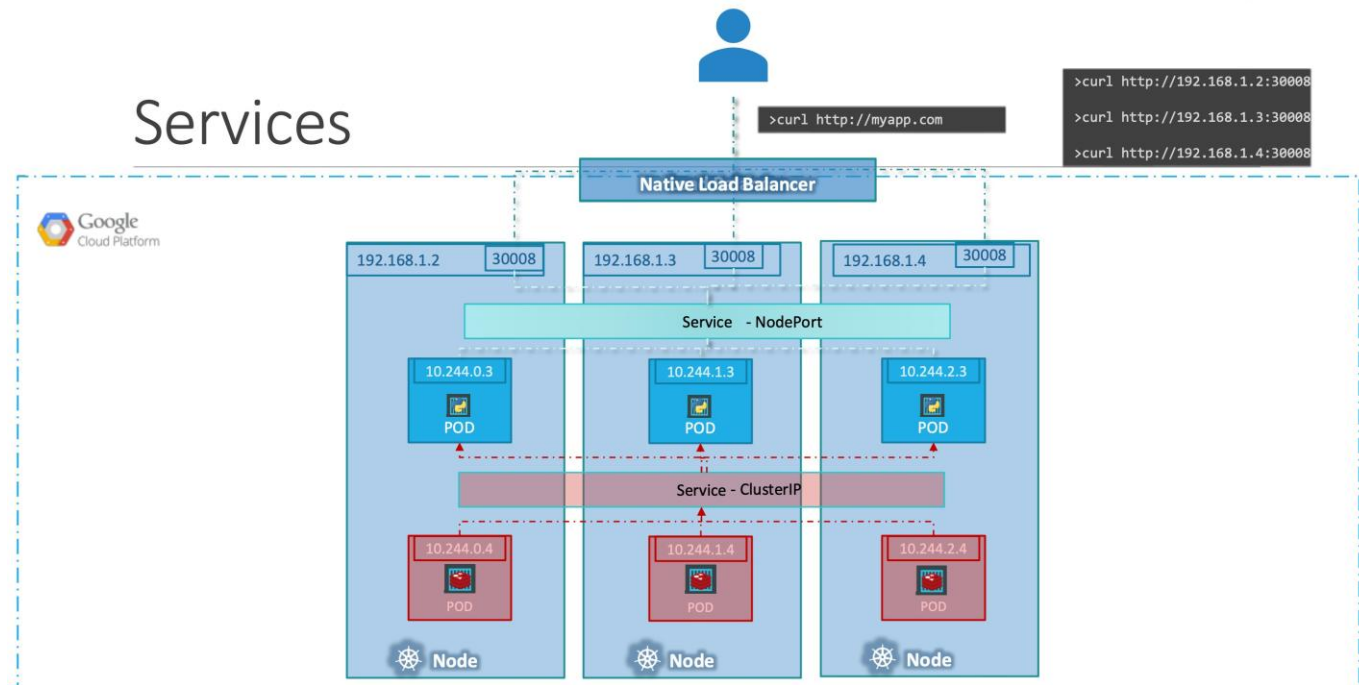 Services
>curl http://myapp.com
>curl http://192.168.1.2:30008
>curl http://192.168.1.3:30008
>curl http://192.168.1.4:30008
Native Load Balancer
Google
Cloud Platform
192.168.1.2
30008
192.168.1.3
30008
192.168.1.4
30008
Service - NodePort
10.244.0.3
POD
10.244.1.3
POD
10.244.2.3
POD
Service - ClusterIP
10.244.0.4
POD
10.244.1.4
POD
10.244.2.4
POD
Node
Node
Node